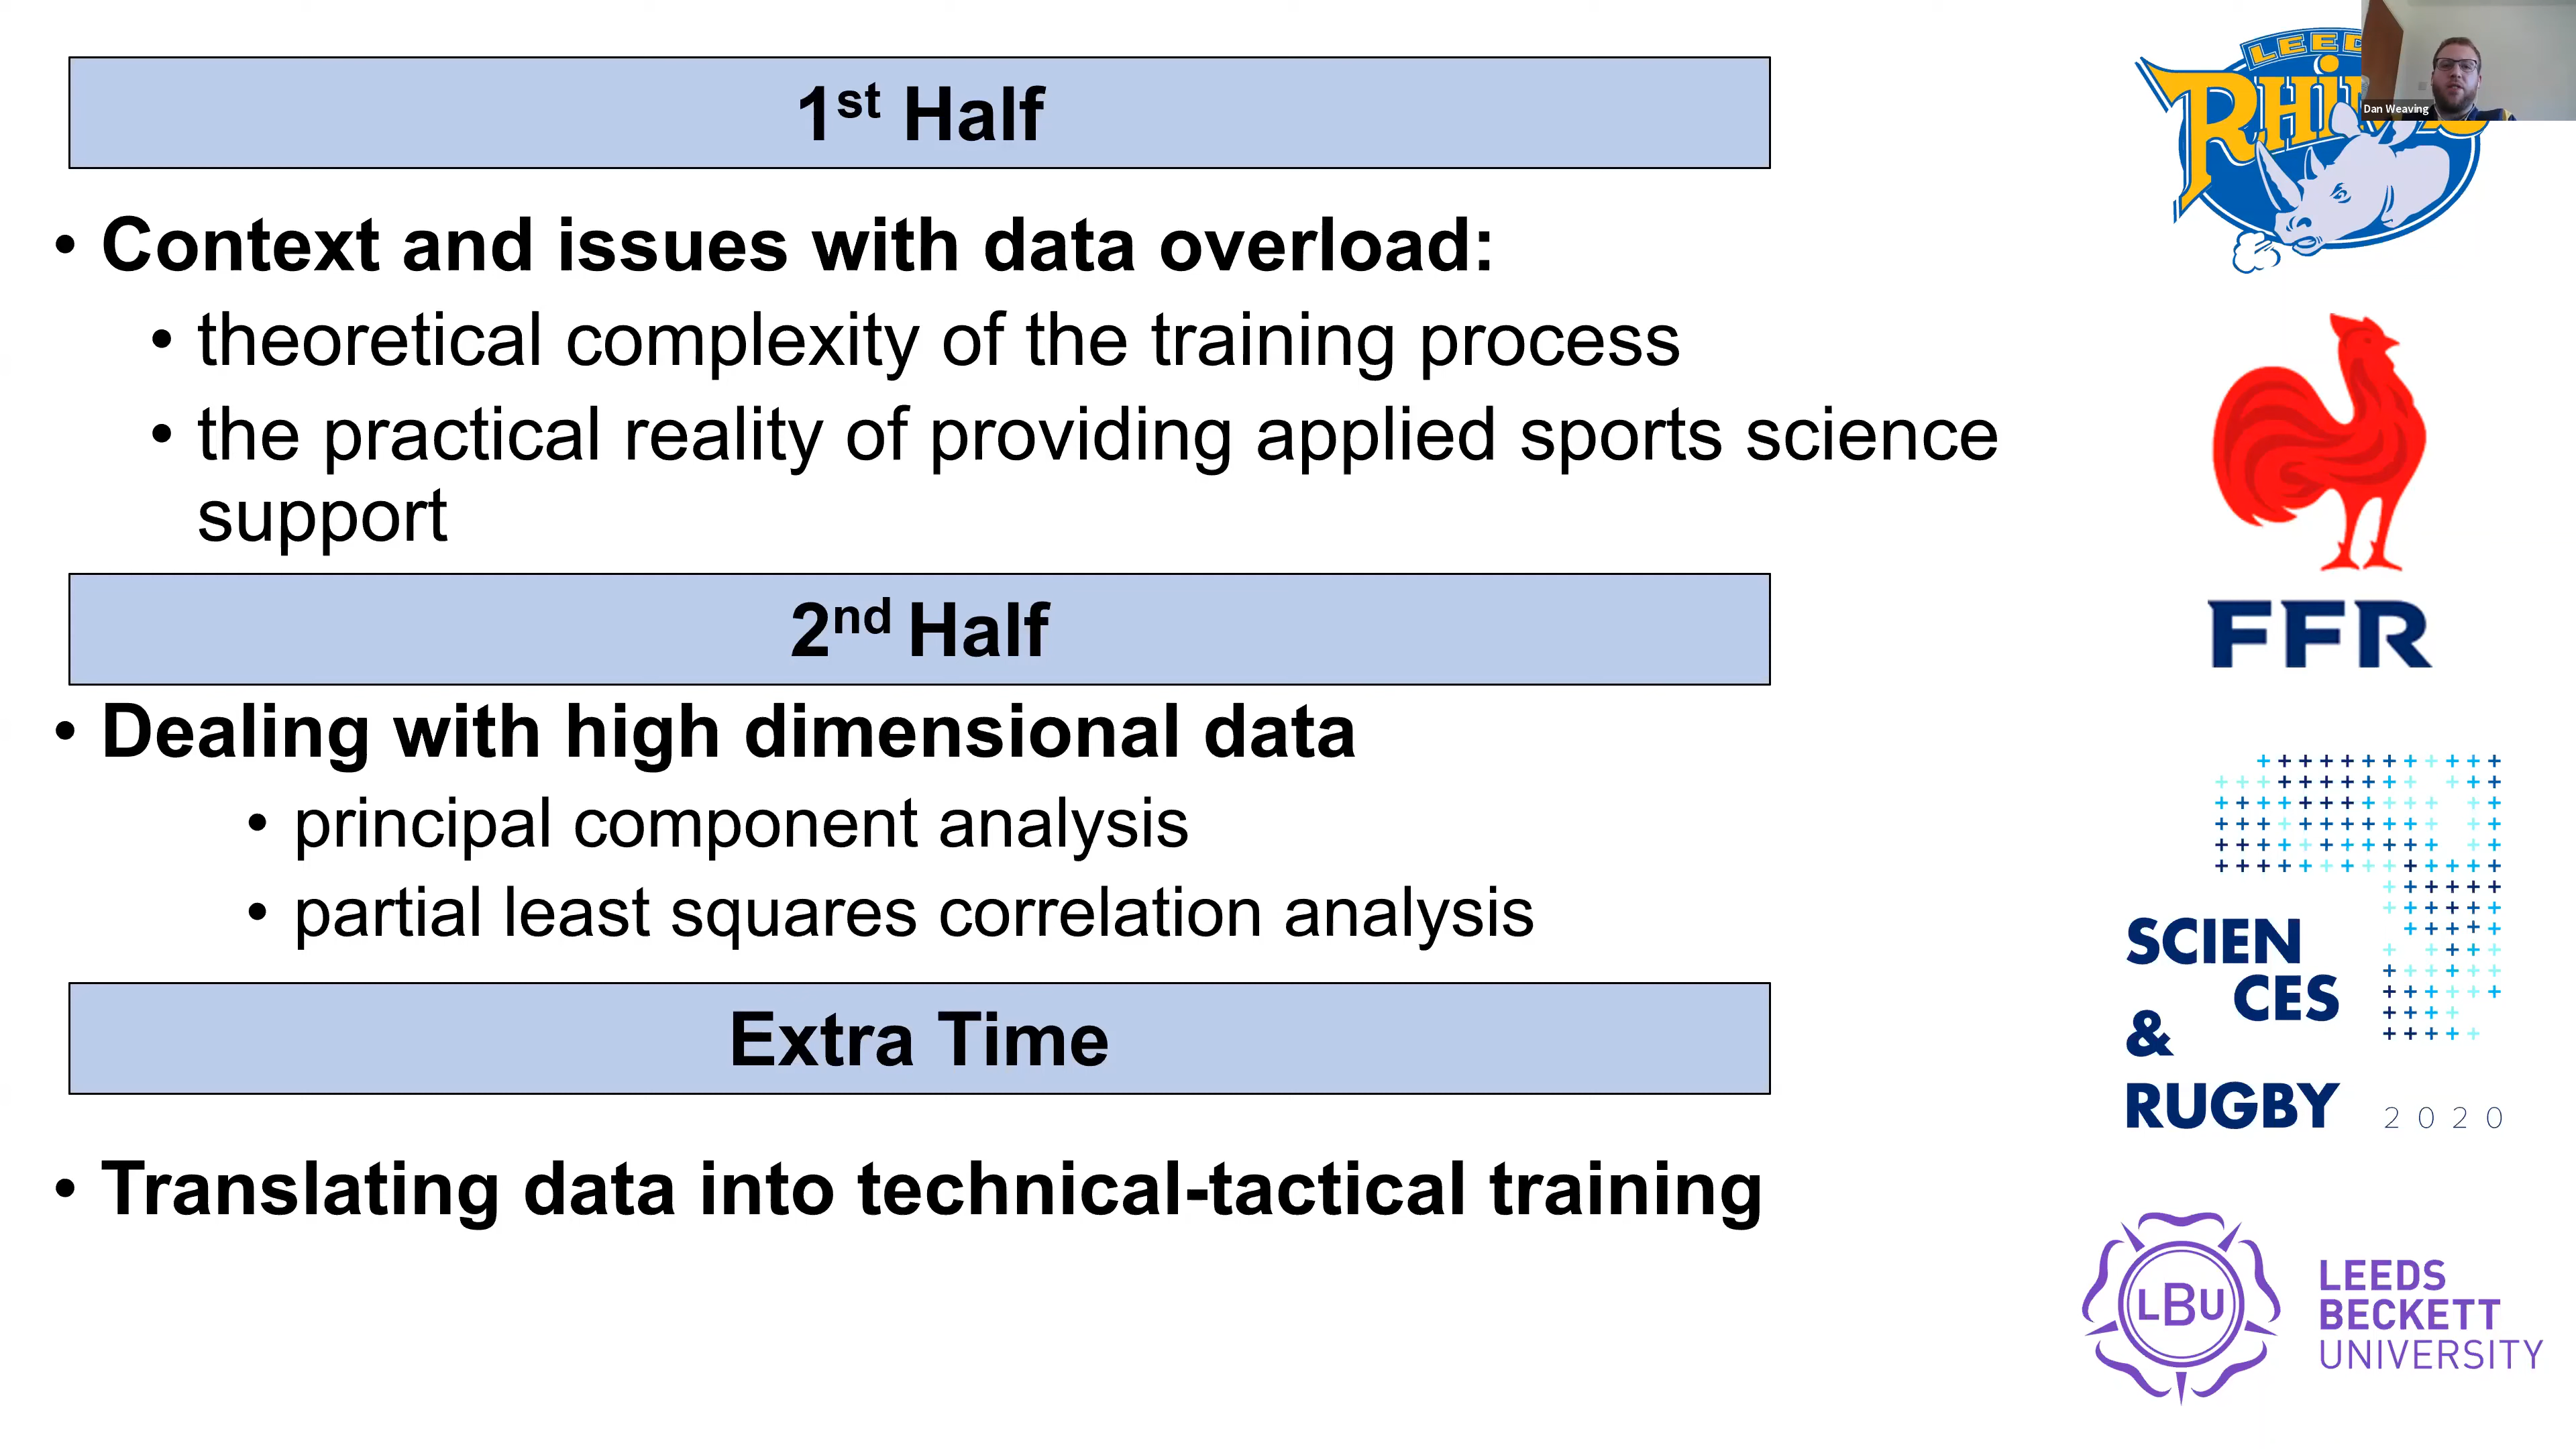 1st Half
• Context and issues with data overload:
• theoretical complexity of the training process
• the practical reality of providing applied sports science
support
2nd Half
• Dealing with high dimensional data
• principal component analysis
• partial least squares correlation analysis
Extra Time
• Translating data into technical-tactical training
Dan Weaving
FFR
SCIEN
CES
&
RUGBY 2020
LBU
LEEDS
BECKETT
UNIVERSITY